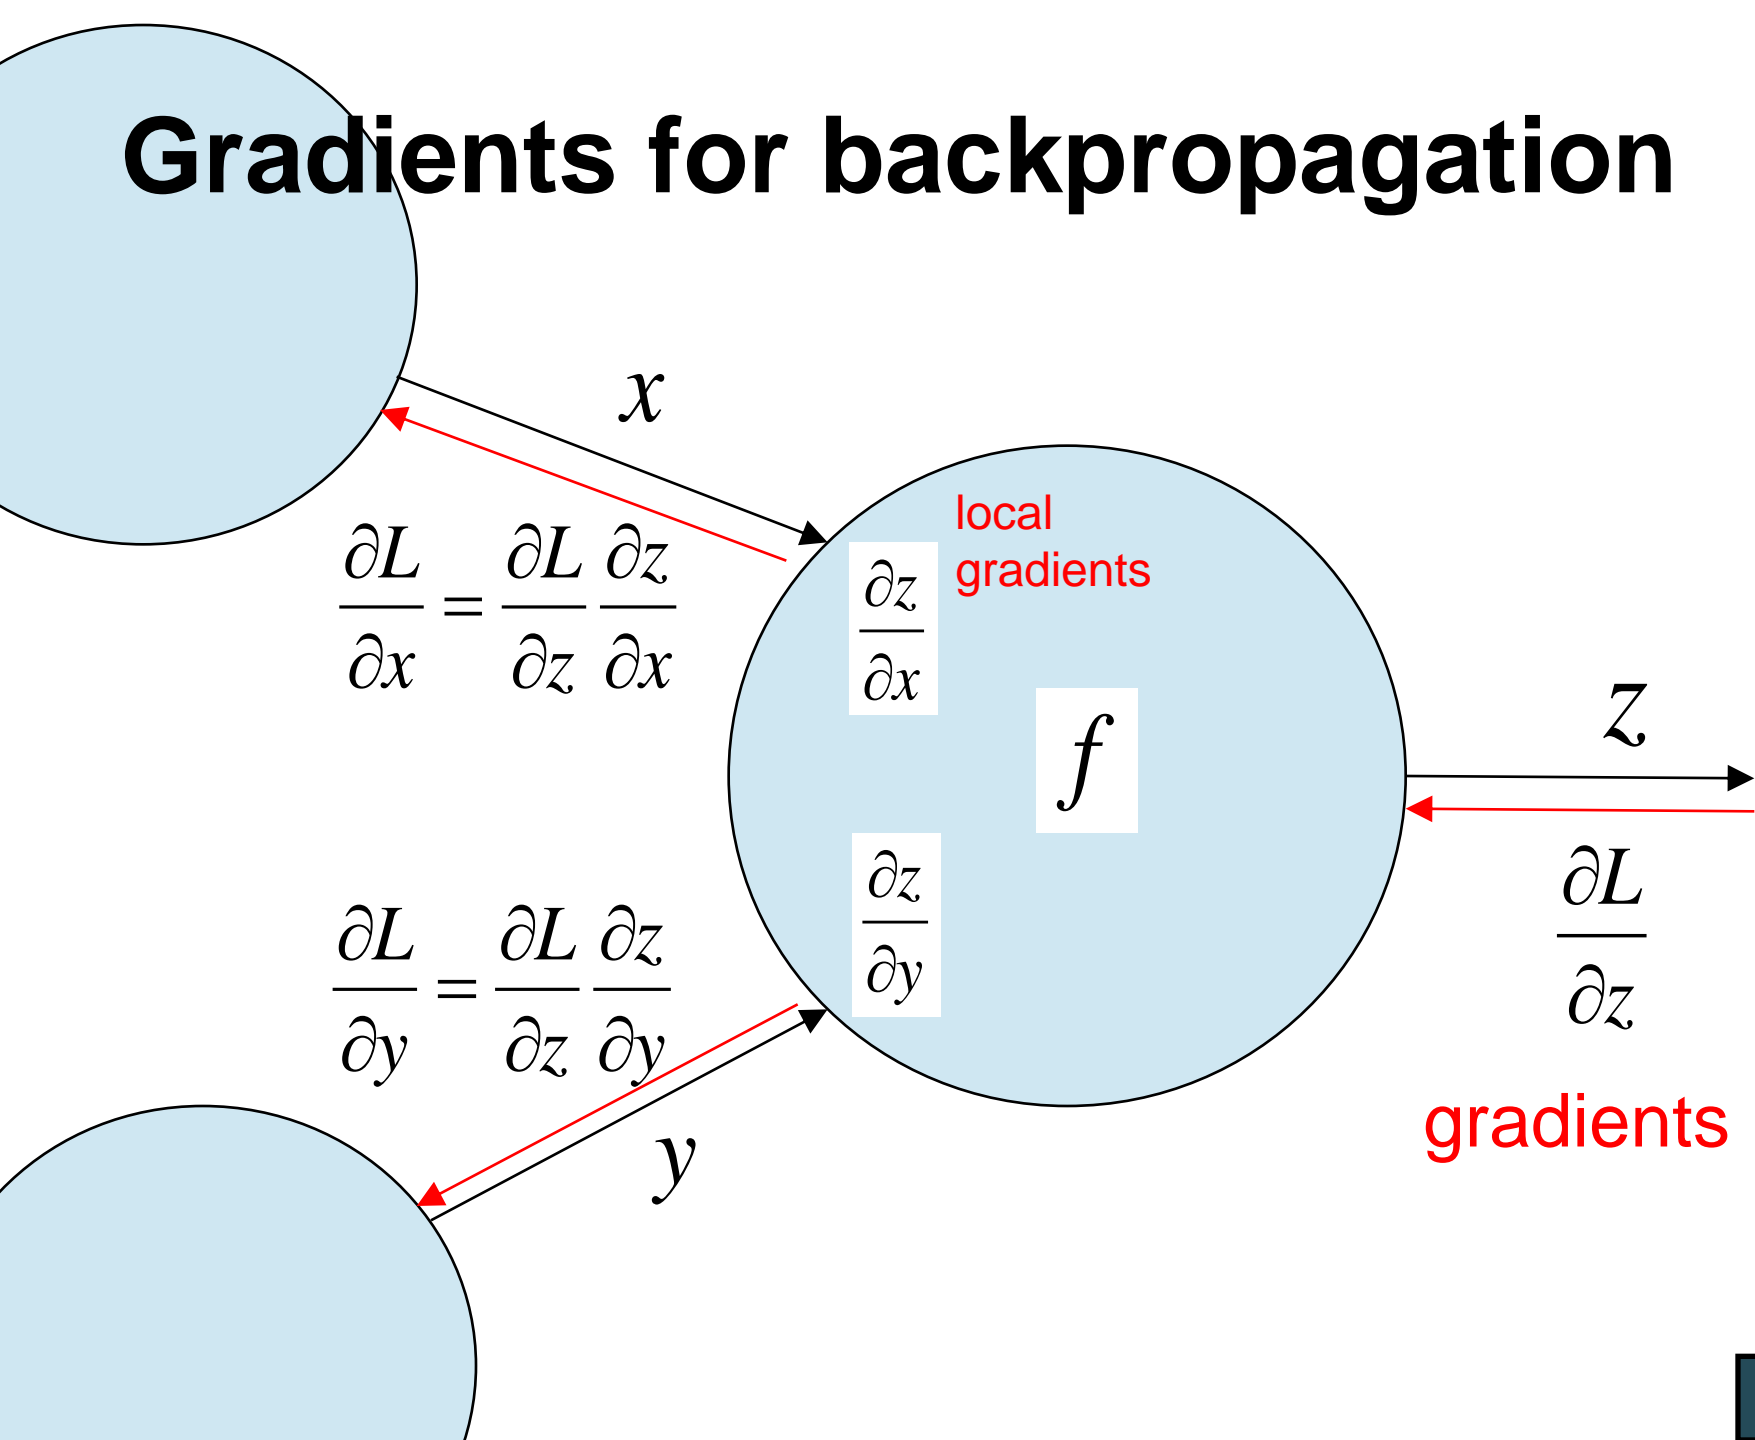 Gradients for backpropagation
x
local
gradients
∂L/∂x = ∂L/∂z ∂z/∂x
∂z/∂x
f
z
∂z/∂y
∂L/∂z
∂L/∂y = ∂L/∂z ∂z/∂y
gradients
y